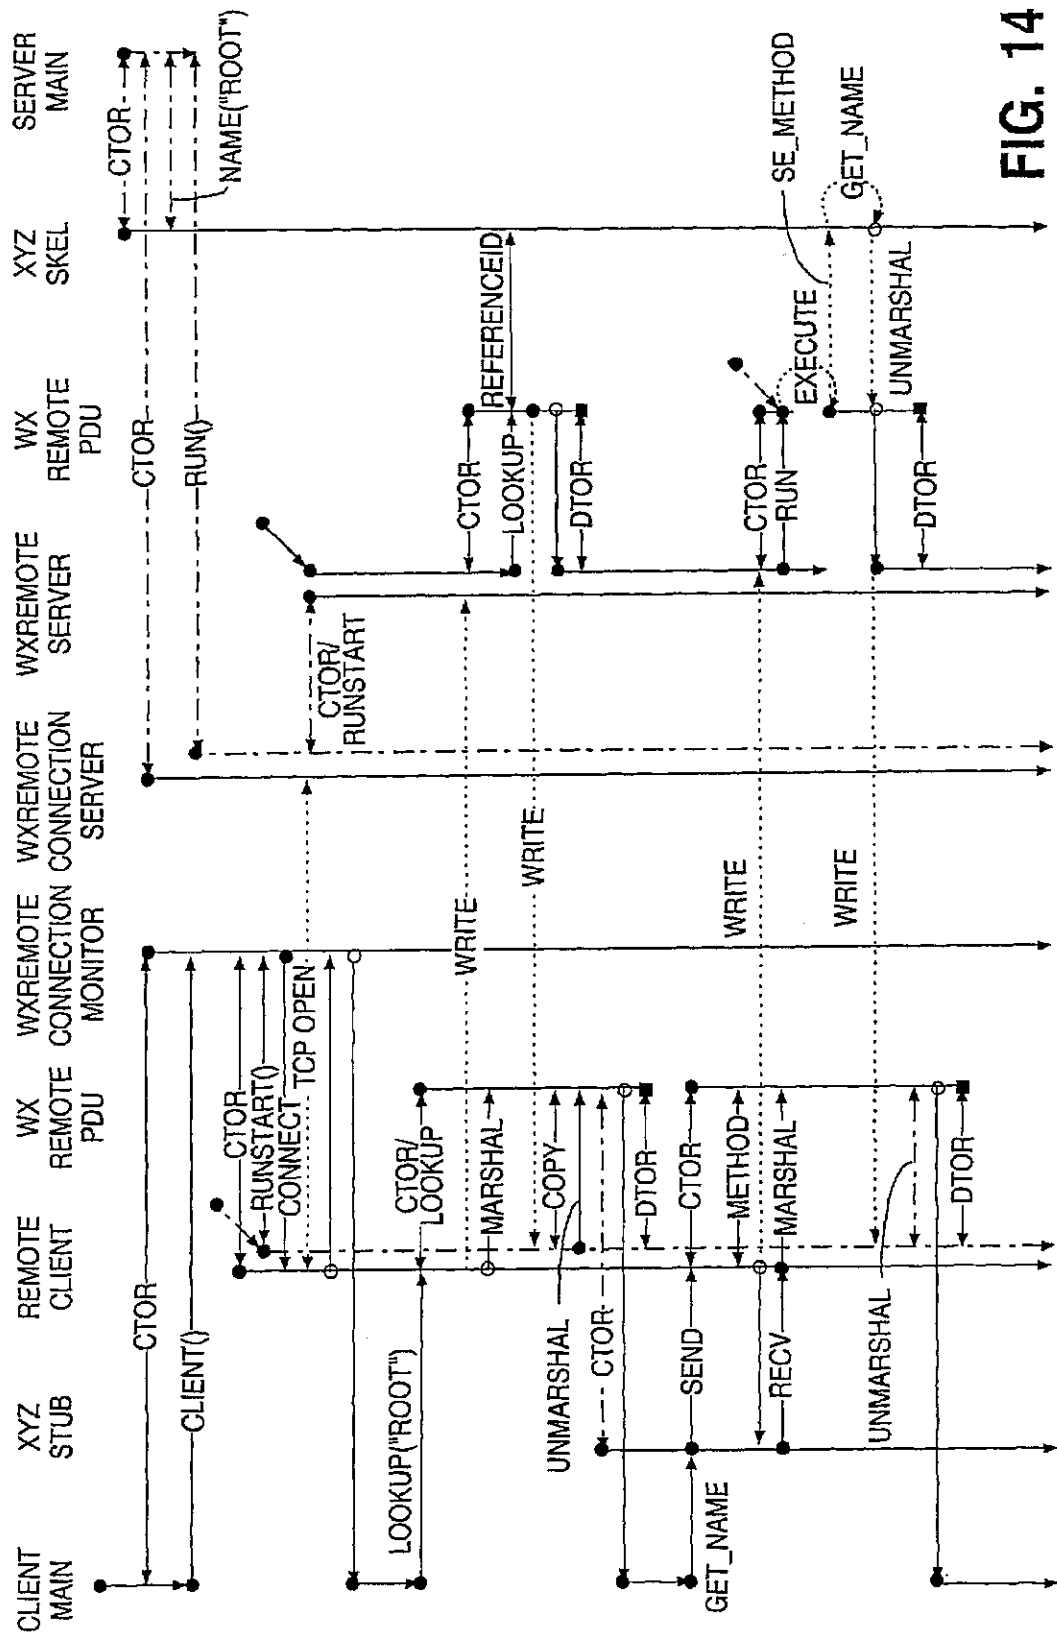 CLIENT
MAIN
XYZ
STUB
REMOTE
CLIENT
WX
REMOTE
PDU
WXREMOTE
CONNECTION
MONITOR
WXREMOTE
CONNECTION
SERVER
WXREMOTE
SERVER
WX
REMOTE
PDU
XYZ
SKEL
SERVER
MAIN
CTOR
CTOR
CTOR
NAME("ROOT")
CLIENT()
RUN()
CTOR
RUNSTART()
CONNECT
TCP OPEN
CTOR/
RUNSTART
LOOKUP("ROOT")
CTOR/
LOOKUP
WRITE
CTOR
MARSHAL
LOOKUP
REFERENCEID
WRITE
COPY
DTOR
UNMARSHAL
CTOR
DTOR
GET_NAME
SEND
CTOR
METHOD
WRITE
CTOR
RECV
MARSHAL
RUN
EXECUTE
SE_METHOD
GET_NAME
WRITE
UNMARSHAL
UNMARSHAL
DTOR
DTOR
FIG. 14